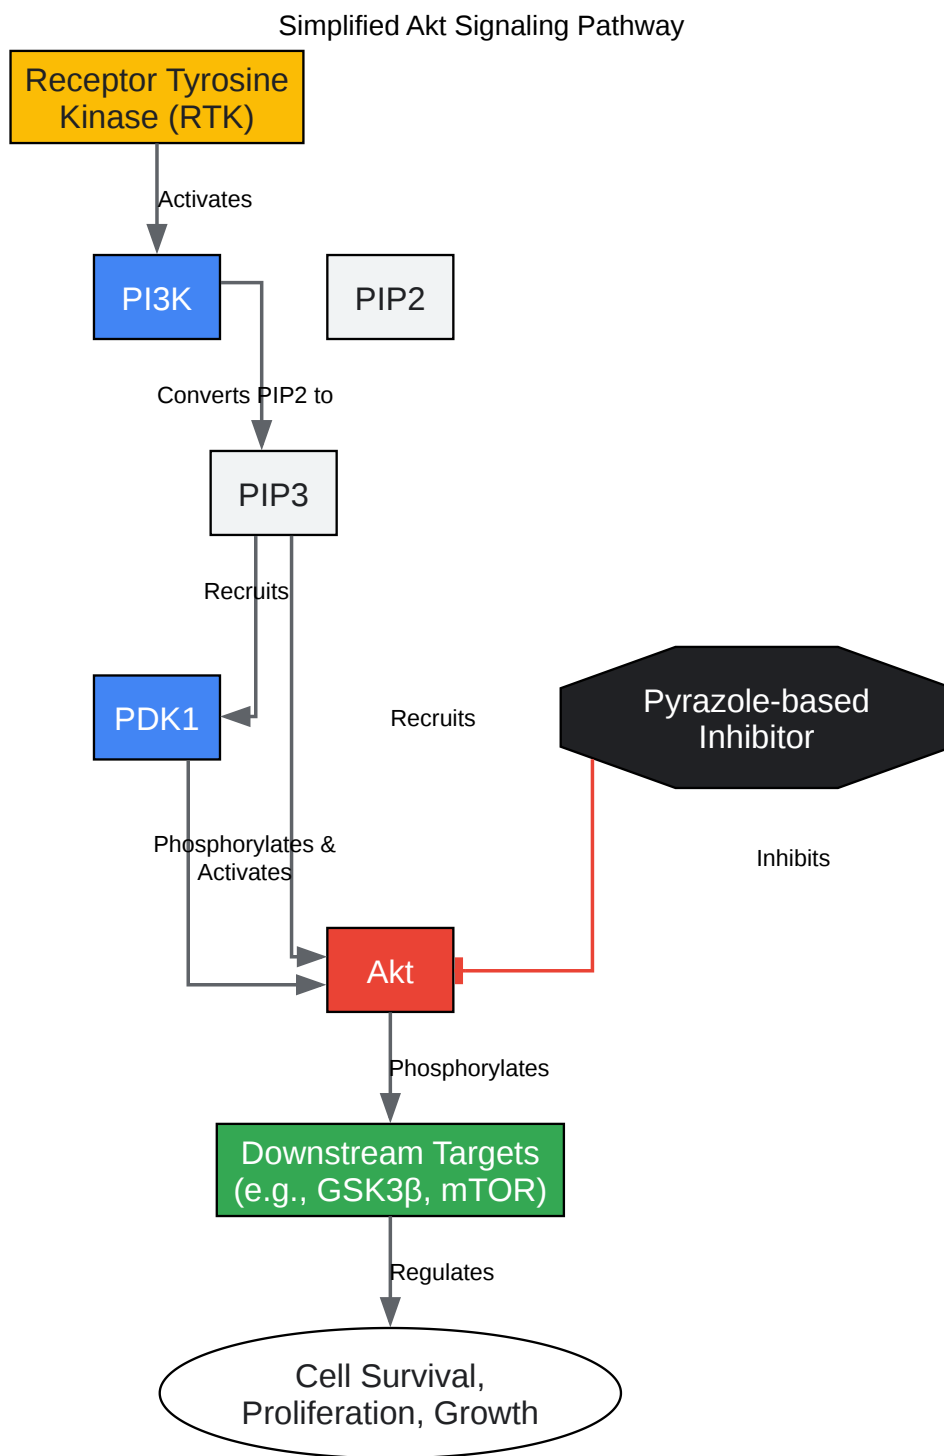 Simplified Akt Signaling Pathway
Receptor Tyrosine
Kinase (RTK)
Activates
PI3K
PIP2
Converts PIP2 to
PIP3
Recruits
PDK1
Recruits
Pyrazole-based
Inhibitor
Phosphorylates &
Activates
Inhibits
Akt
Phosphorylates
Downstream Targets
(e.g., GSK3β, mTOR)
Regulates
Cell Survival,
Proliferation, Growth